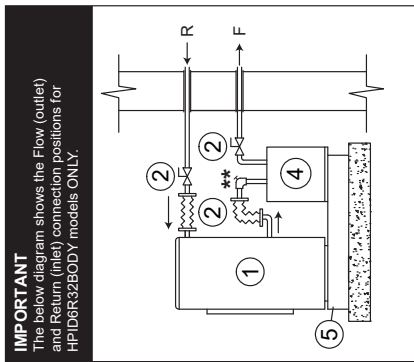 IMPORTANT
The below diagram shows the Flow (outlet)
and Return (inlet) connection positions for
HPID6R32BODY models ONLY.
R
F
2
2
2
**
1
4
5